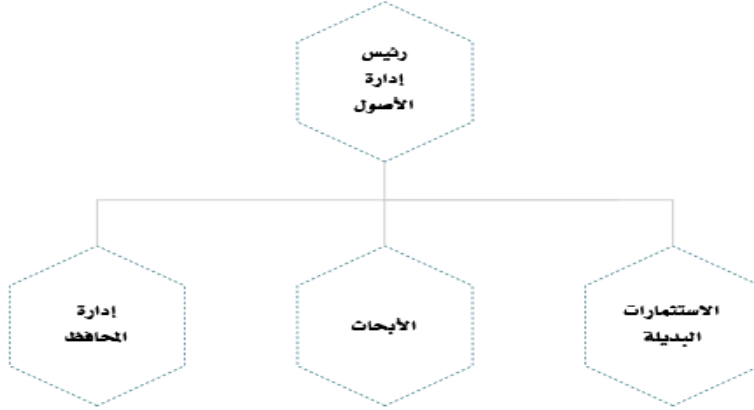 رئيس
إدارة
الأصول
الاستثمارات
البديلة
الأبحاث
إدارة
المحافظ